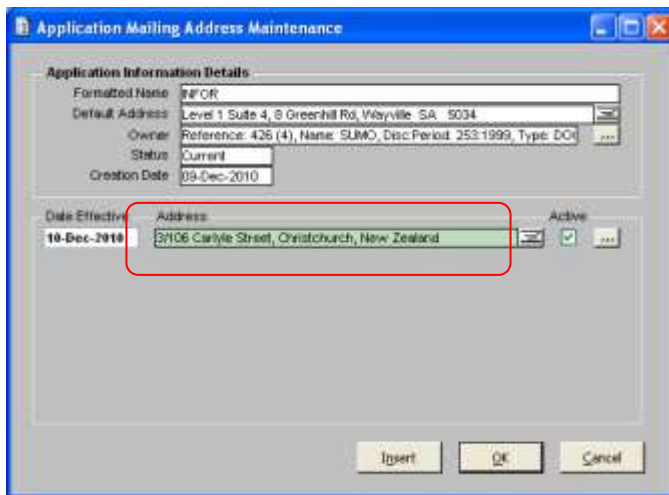 Application Mailing Address Maintenance
Application Information Details
Formatted Name INFOR
Default Address Level 1 Suite 4, 8 Greenhill Rd, Wayville SA 5034
Owner Reference: 426 (4), Name: SUMO, Disc Period: 253:1999, Type: DO
Status Current
Creation Date 09-Dec-2010
Date Effective Address Active
10-Dec-2010 3/106 Carlyle Street, Christchurch, New Zealand
Insert OK Cancel